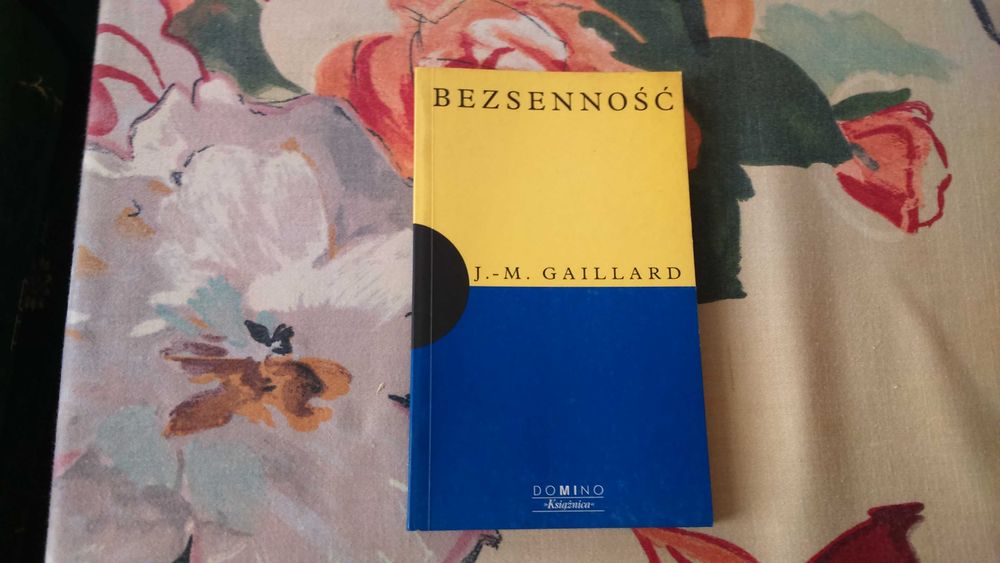 BEZSENNOŚĆ
J.-M. GAILLARD
DOMINO
»Książnica«